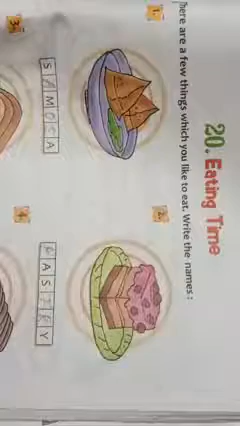 20. Eating Time
There are a few things which you like to eat. Write the names :
1.
2.
SAMOSA
PASTRY
3.
4.